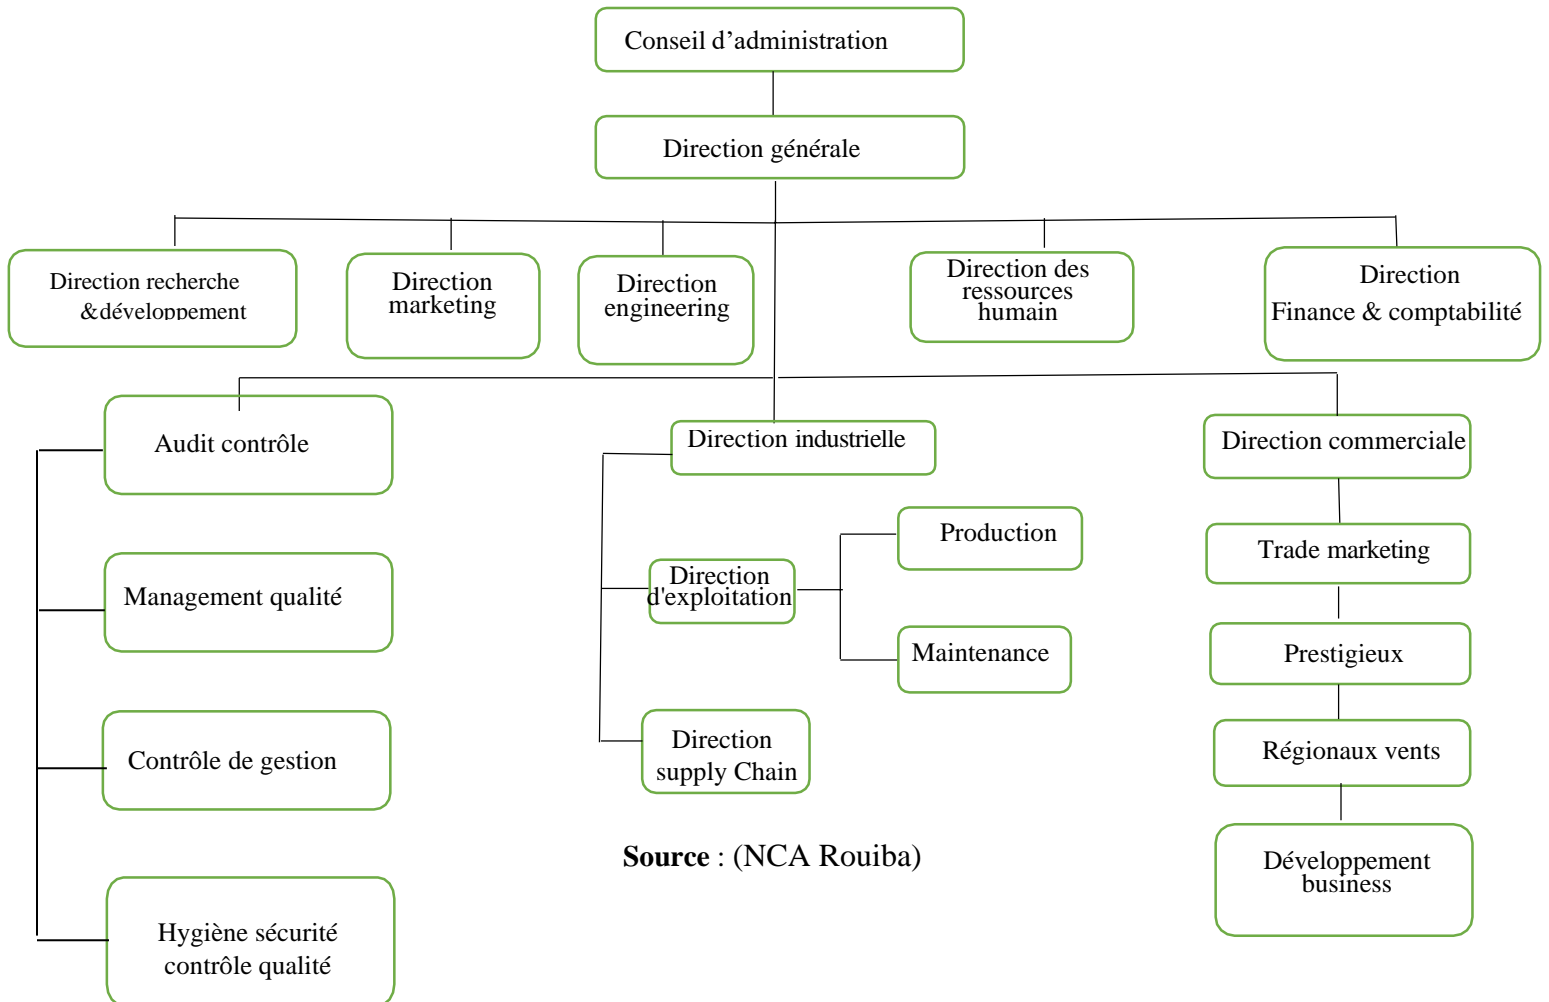 Conseil d’administration
Direction générale
Direction recherche
&développement
Direction
marketing
Direction
engineering
Direction des
ressources
humain
Direction
Finance & comptabilité
Audit contrôle
Direction industrielle
Direction commerciale
Production
Trade marketing
Direction
d'exploitation
Management qualité
Maintenance
Prestigieux
Direction
supply Chain
Contrôle de gestion
Régionaux vents
Source : (NCA Rouiba)
Développement
business
Hygiène sécurité
contrôle qualité